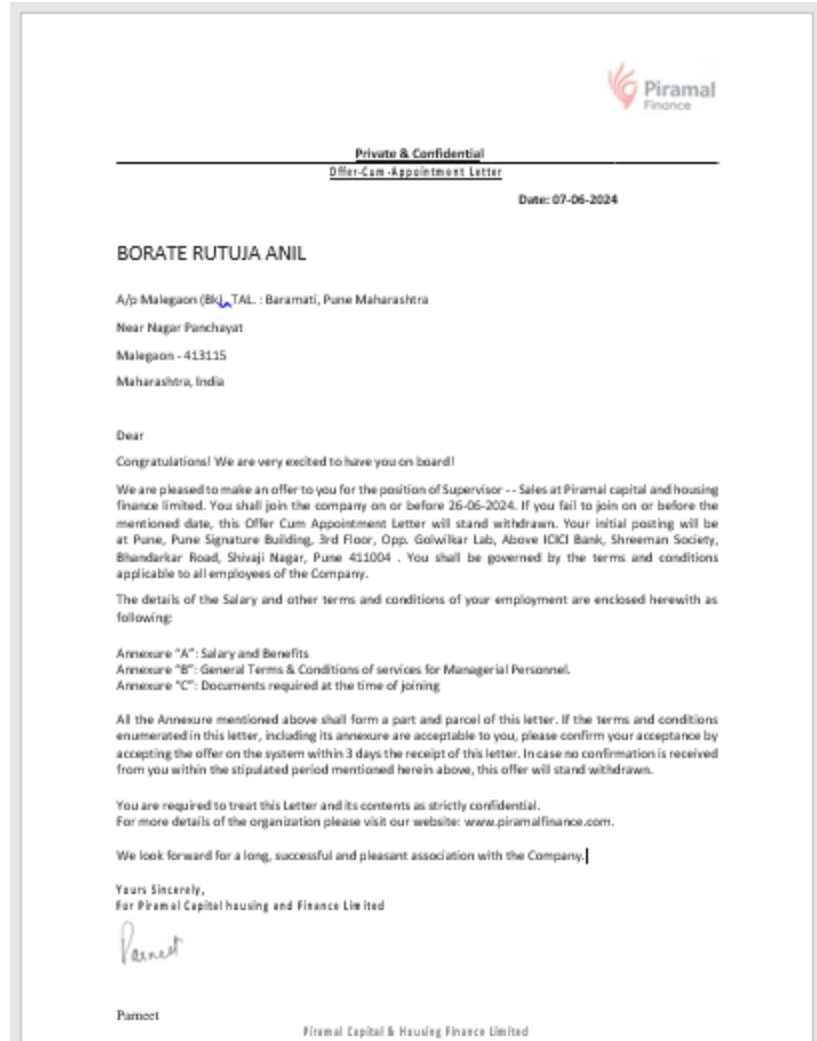 Piramal
Finance
Private & Confidential
Offer-Cum-Appointment Letter
Date: 07-06-2024
BORATE RUTUJA ANIL
A/p Malegaon (Bk), TAL. : Baramati, Pune Maharashtra
Near Nagar Panchayat
Malegaon - 413115
Maharashtra, India
Dear
Congratulations! We are very excited to have you on board!
We are pleased to make an offer to you for the position of Supervisor -- Sales at Piramal capital and housing
finance limited. You shall join the company on or before 26-06-2024. If you fail to join on or before the
mentioned date, this Offer Cum Appointment Letter will stand withdrawn. Your initial posting will be
at Pune, Pune Signature Building, 3rd Floor, Opp. Golwilkar Lab, Above ICICI Bank, Shreeman Society,
Bhandarkar Road, Shivaji Nagar, Pune 411004 . You shall be governed by the terms and conditions
applicable to all employees of the Company.
The details of the Salary and other terms and conditions of your employment are enclosed herewith as
following:
Annexure "A": Salary and Benefits
Annexure "B": General Terms & Conditions of services for Managerial Personnel.
Annexure "C": Documents required at the time of joining
All the Annexure mentioned above shall form a part and parcel of this letter. If the terms and conditions
enumerated in this letter, including its annexure are acceptable to you, please confirm your acceptance by
accepting the offer on the system within 3 days the receipt of this letter. In case no confirmation is received
from you within the stipulated period mentioned herein above, this offer will stand withdrawn.
You are required to treat this Letter and its contents as strictly confidential.
For more details of the organization please visit our website: www.piramalfinance.com.
We look forward for a long, successful and pleasant association with the Company.
Yours Sincerely,
For Piramal Capital housing and Finance Limited
Parneet
Parneet
Piramal Capital & Housing Finance Limited